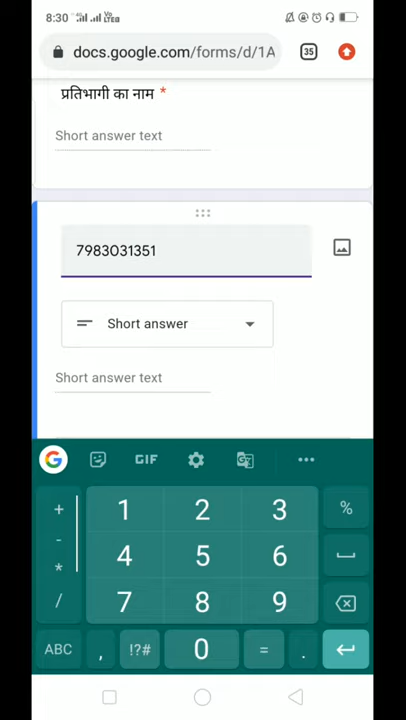 8:30
docs.google.com/forms/d/1A
35
प्रतिभागी का नाम *
Short answer text
7983031351
Short answer
Short answer text
G GIF
+ 1 2 3 %
- 4 5 6
*
/ 7 8 9
ABC , !?# 0 = .